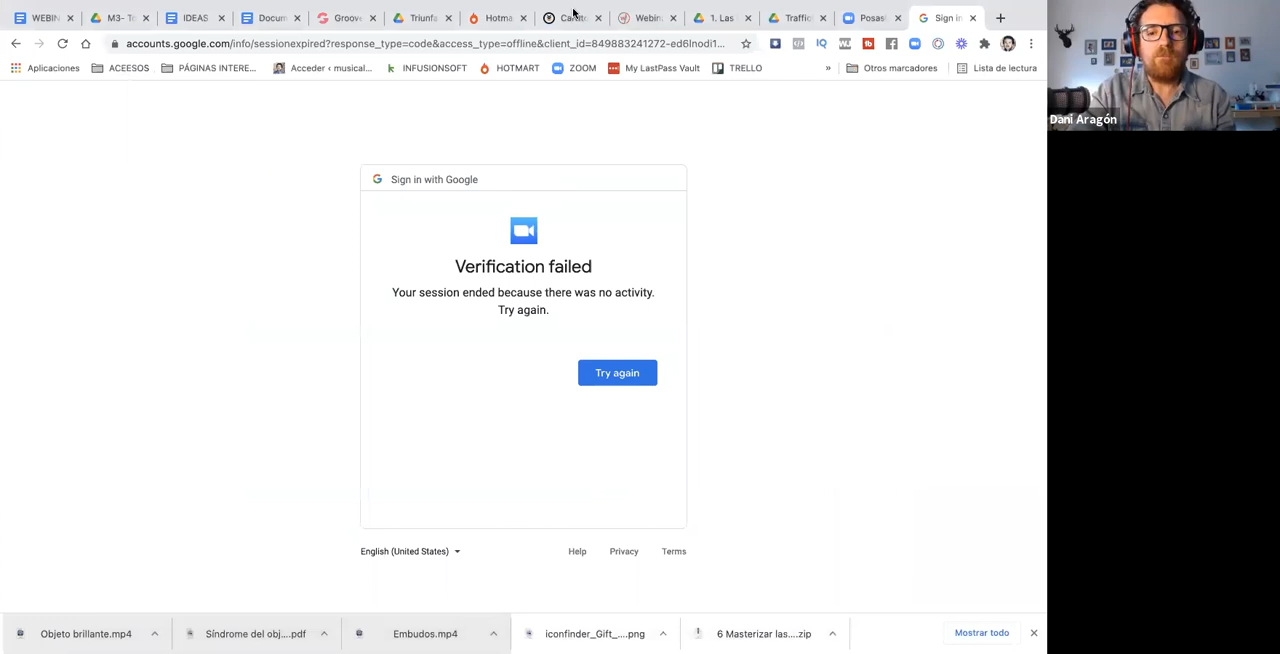 WEBIN
M3- To
IDEAS
Docum
Groove
Triunfa
Hotma
Webin
1. Las
Traffic
Posas
Sign in
accounts.google.com/info/sessionexpired?response_type=code&access_type=offline&client_id=849883241272-ed6lnodi1...
Aplicaciones
ACEESOS
PÁGINAS INTERE...
Acceder ‹ musical...
INFUSIONSOFT
HOTMART
ZOOM
My LastPass Vault
TRELLO
»
Otros marcadores
Lista de lectura
Dani Aragón
Sign in with Google
Verification failed
Your session ended because there was no activity.
Try again.
Try again
English (United States)
Help
Privacy
Terms
Objeto brillante.mp4
Síndrome del obj....pdf
Embudos.mp4
iconfinder_Gift_....png
6 Masterizar las....zip
Mostrar todo